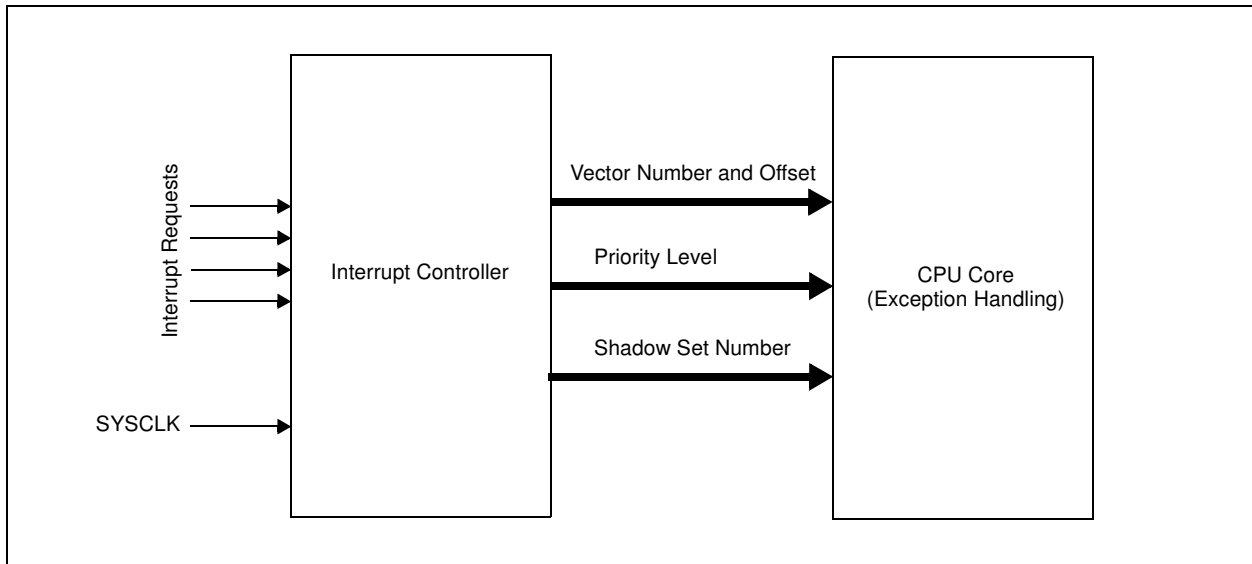 Interrupt Requests
SYSCLK
Interrupt Controller
Vector Number and Offset
Priority Level
Shadow Set Number
CPU Core
(Exception Handling)